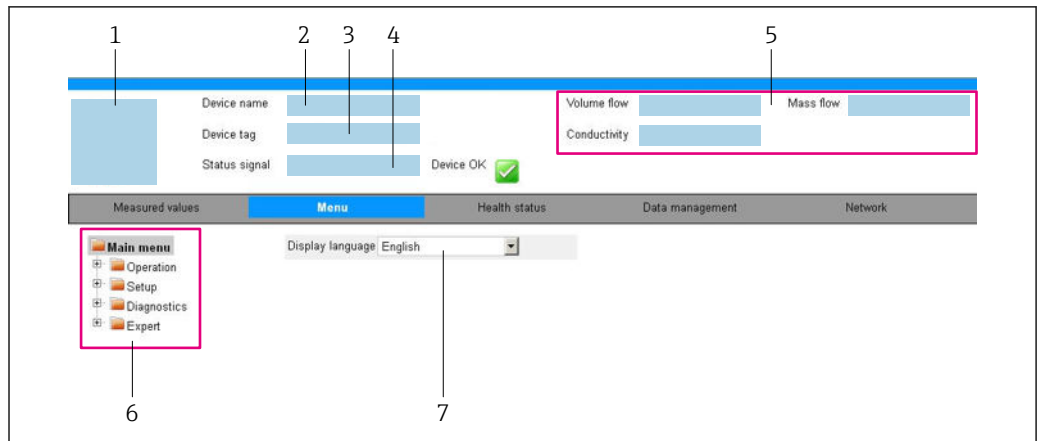 1 2 3 4 5
Device name
Volume flow
Mass flow
Device tag
Conductivity
Status signal
Device OK
Measured values Menu Health status Data management Network
Main menu
Display language English
Operation
Setup
Diagnostics
Expert
6 7